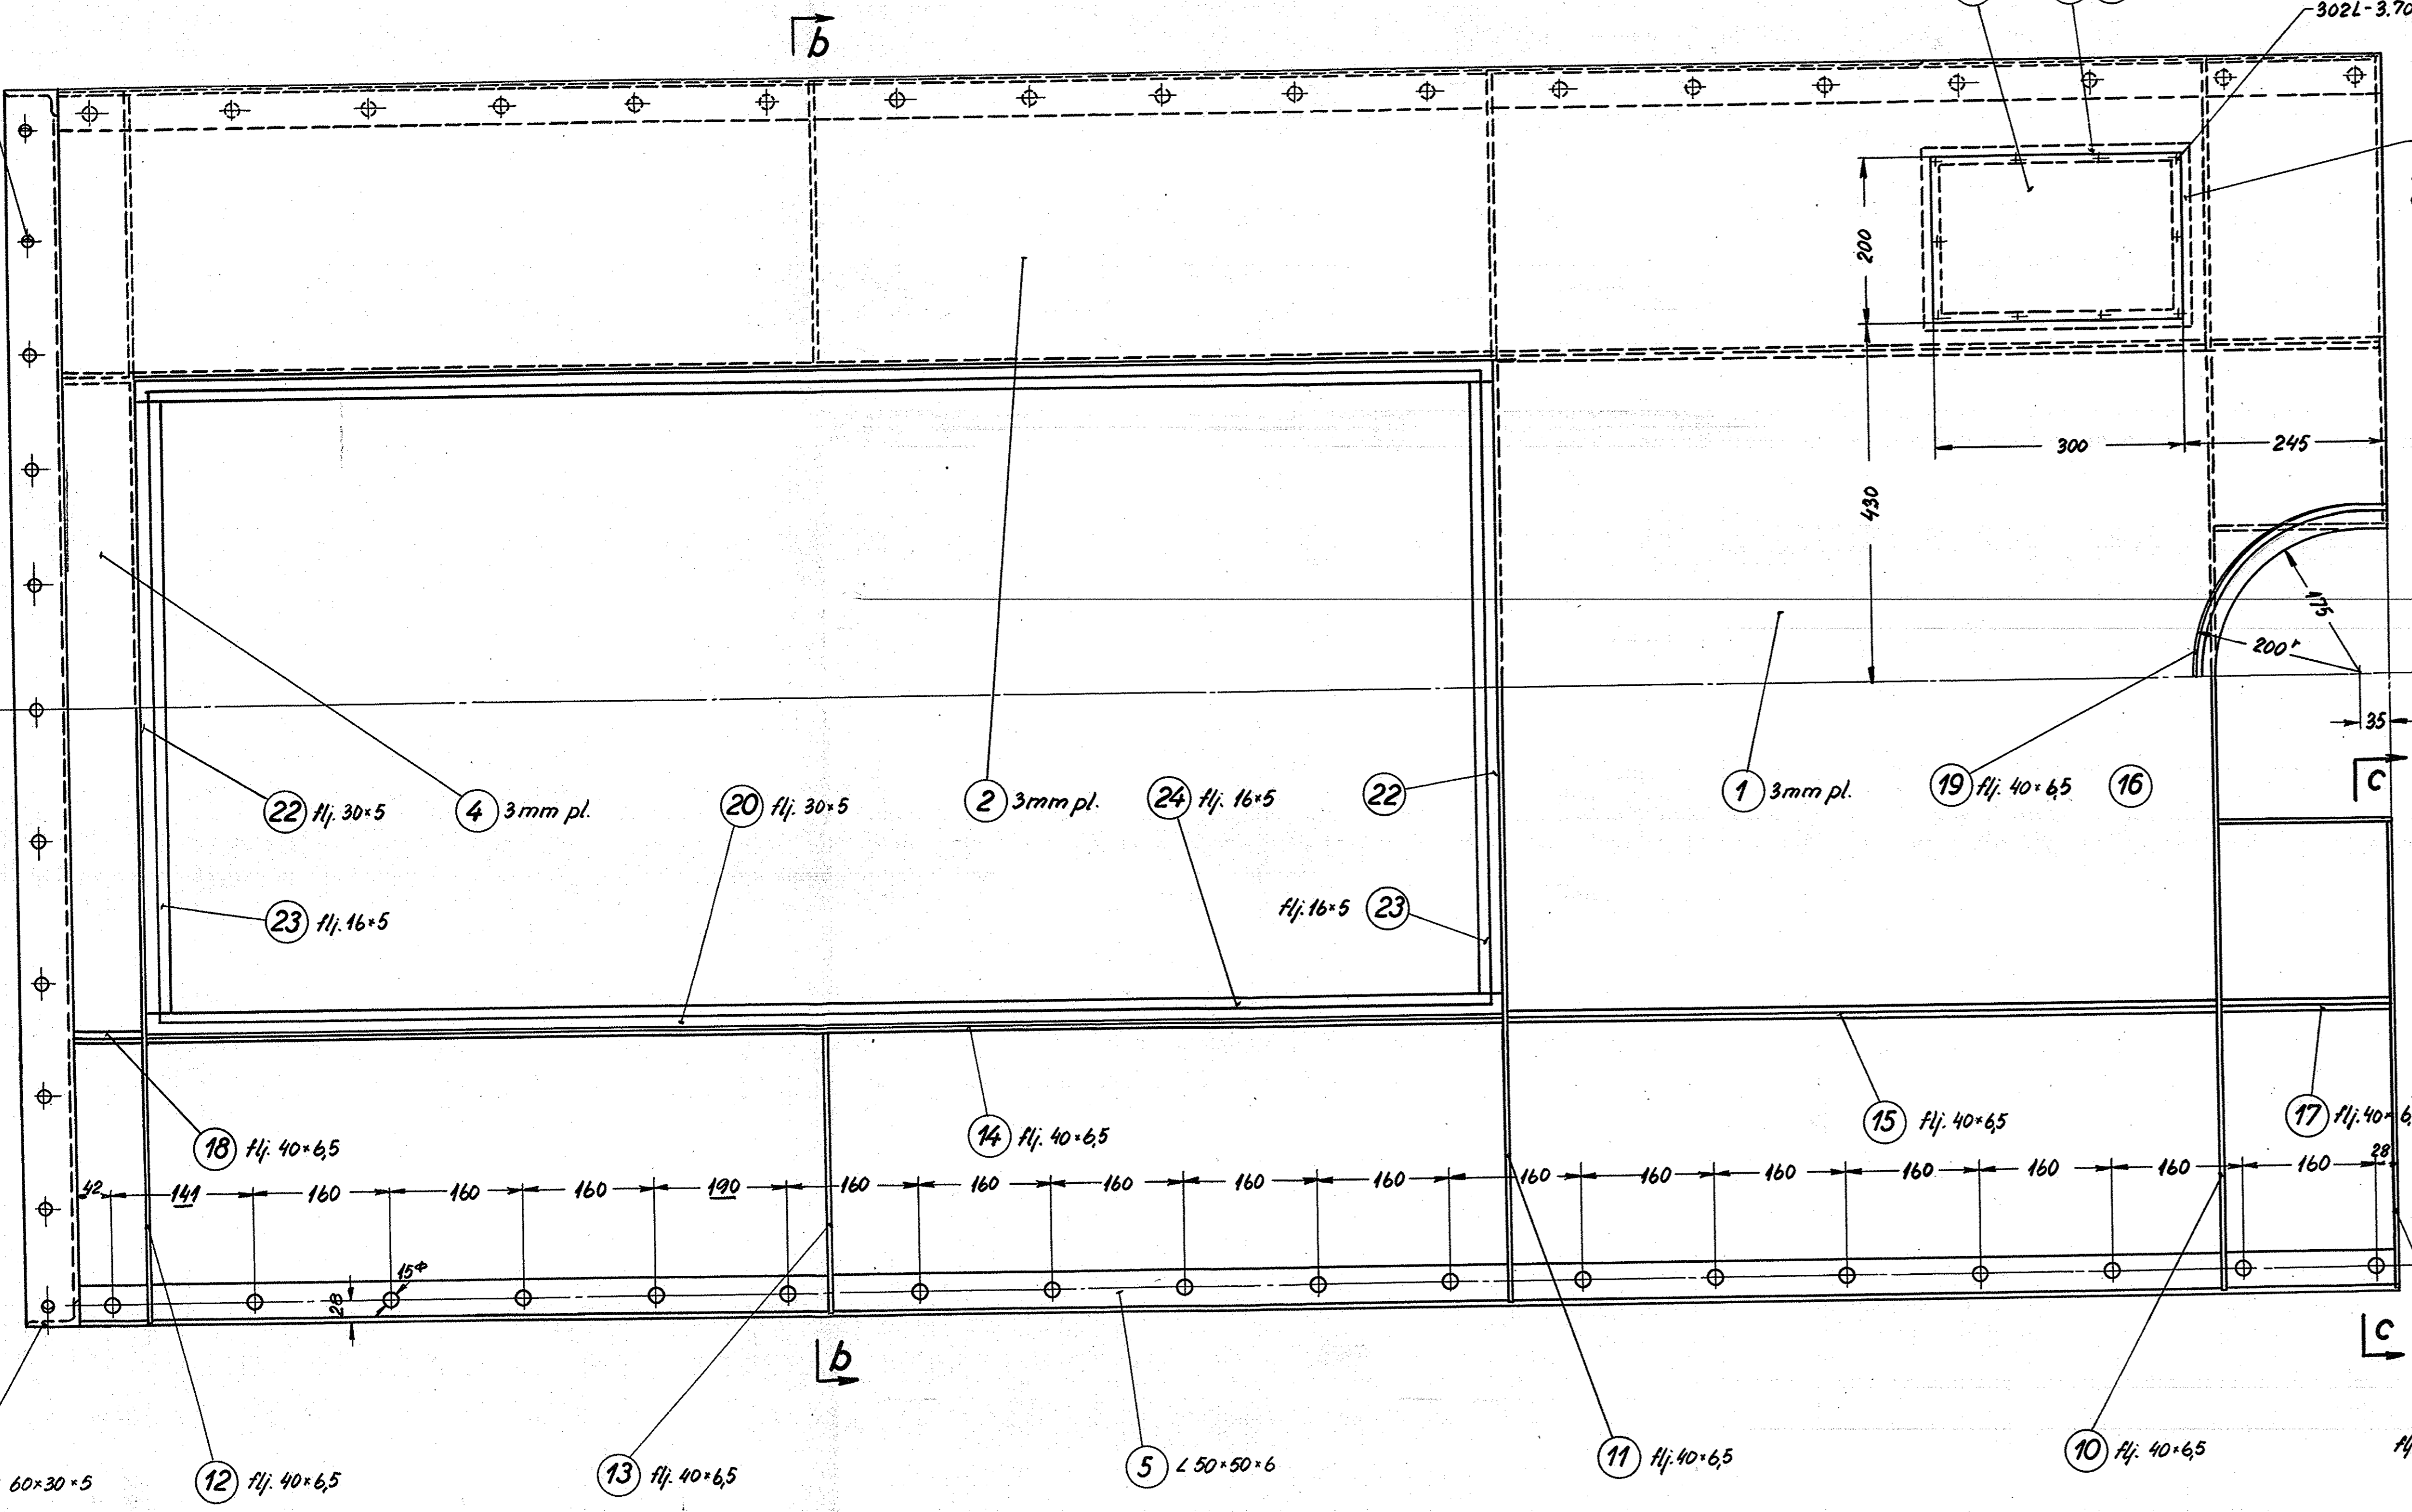 b
302L-3.70
200
300
245
430
175
200r
35
c
22 flj. 30×5
4 3mm pl.
20 flj. 30×5
2 3mm pl.
24 flj. 16×5
22
1 3mm pl.
19 flj. 40×6,5
16
23 flj. 16×5
flj. 16×5 23
18 flj. 40×6,5
14 flj. 40×6,5
15 flj. 40×6,5
17 flj. 40×6,
42 141 160 160 160 190 160 160 160 160 160 160 160 160 160 160 160 160 28
15Φ
28
b
c
60×30×5
12 flj. 40×6,5
13 flj. 40×6,5
5 L 50×50×6
11 flj. 40×6,5
10 flj. 40×6,5